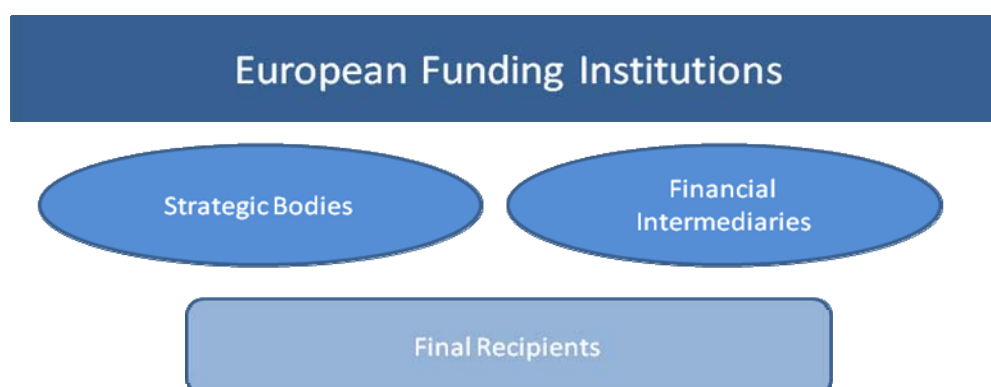 European Funding Institutions
Strategic Bodies
Financial
Intermediaries
Final Recipients